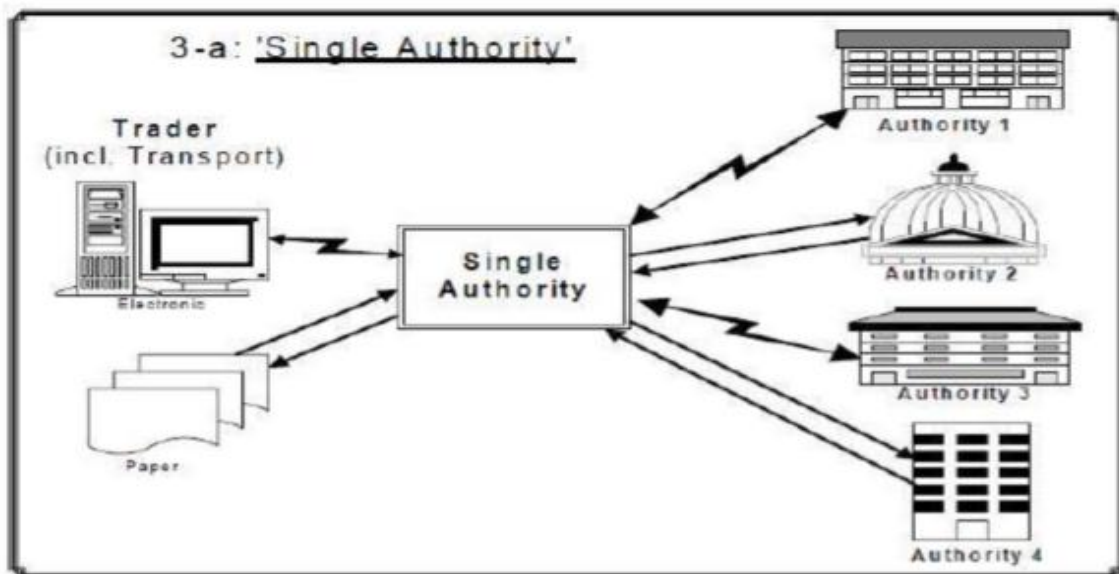 3-a: 'Single Authority'
Trader
(incl. Transport)
Electronic
Paper
Single
Authority
Authority 1
Authority 2
Authority 3
Authority 4